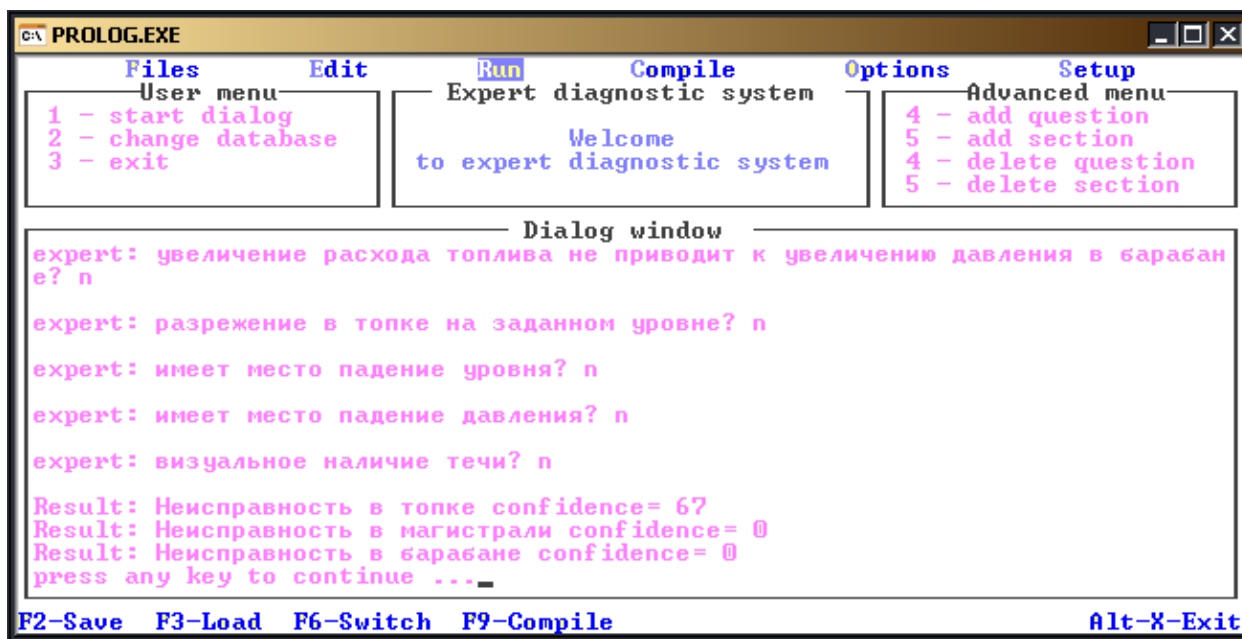 PROLOG.EXE
Files Edit Run Compile Options Setup
User menu
1 - start dialog
2 - change database
3 - exit
Expert diagnostic system
Welcome
to expert diagnostic system
Advanced menu
4 - add question
5 - add section
4 - delete question
5 - delete section
Dialog window
expert: увеличение расхода топлива не приводит к увеличению давления в барабан
е? n
expert: разрежение в топке на заданном уровне? n
expert: имеет место падение уровня? n
expert: имеет место падение давления? n
expert: визуальное наличие течи? n
Result: Неисправность в топке confidence= 67
Result: Неисправность в магистрали confidence= 0
Result: Неисправность в барабане confidence= 0
press any key to continue ...
F2-Save F3-Load F6-Switch F9-Compile Alt-X-Exit